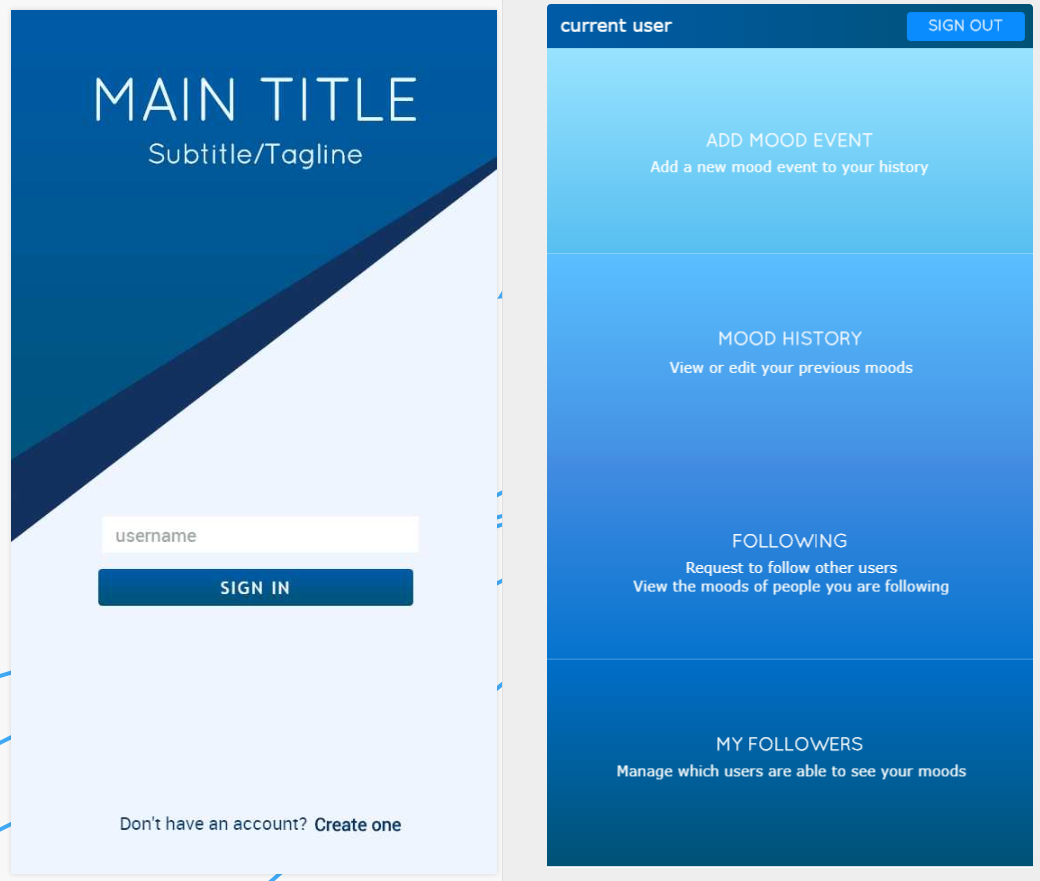 MAIN TITLE
Subtitle/Tagline
username
SIGN IN
Don't have an account? Create one
current user
SIGN OUT
ADD MOOD EVENT
Add a new mood event to your history
MOOD HISTORY
View or edit your previous moods
FOLLOWING
Request to follow other users
View the moods of people you are following
MY FOLLOWERS
Manage which users are able to see your moods